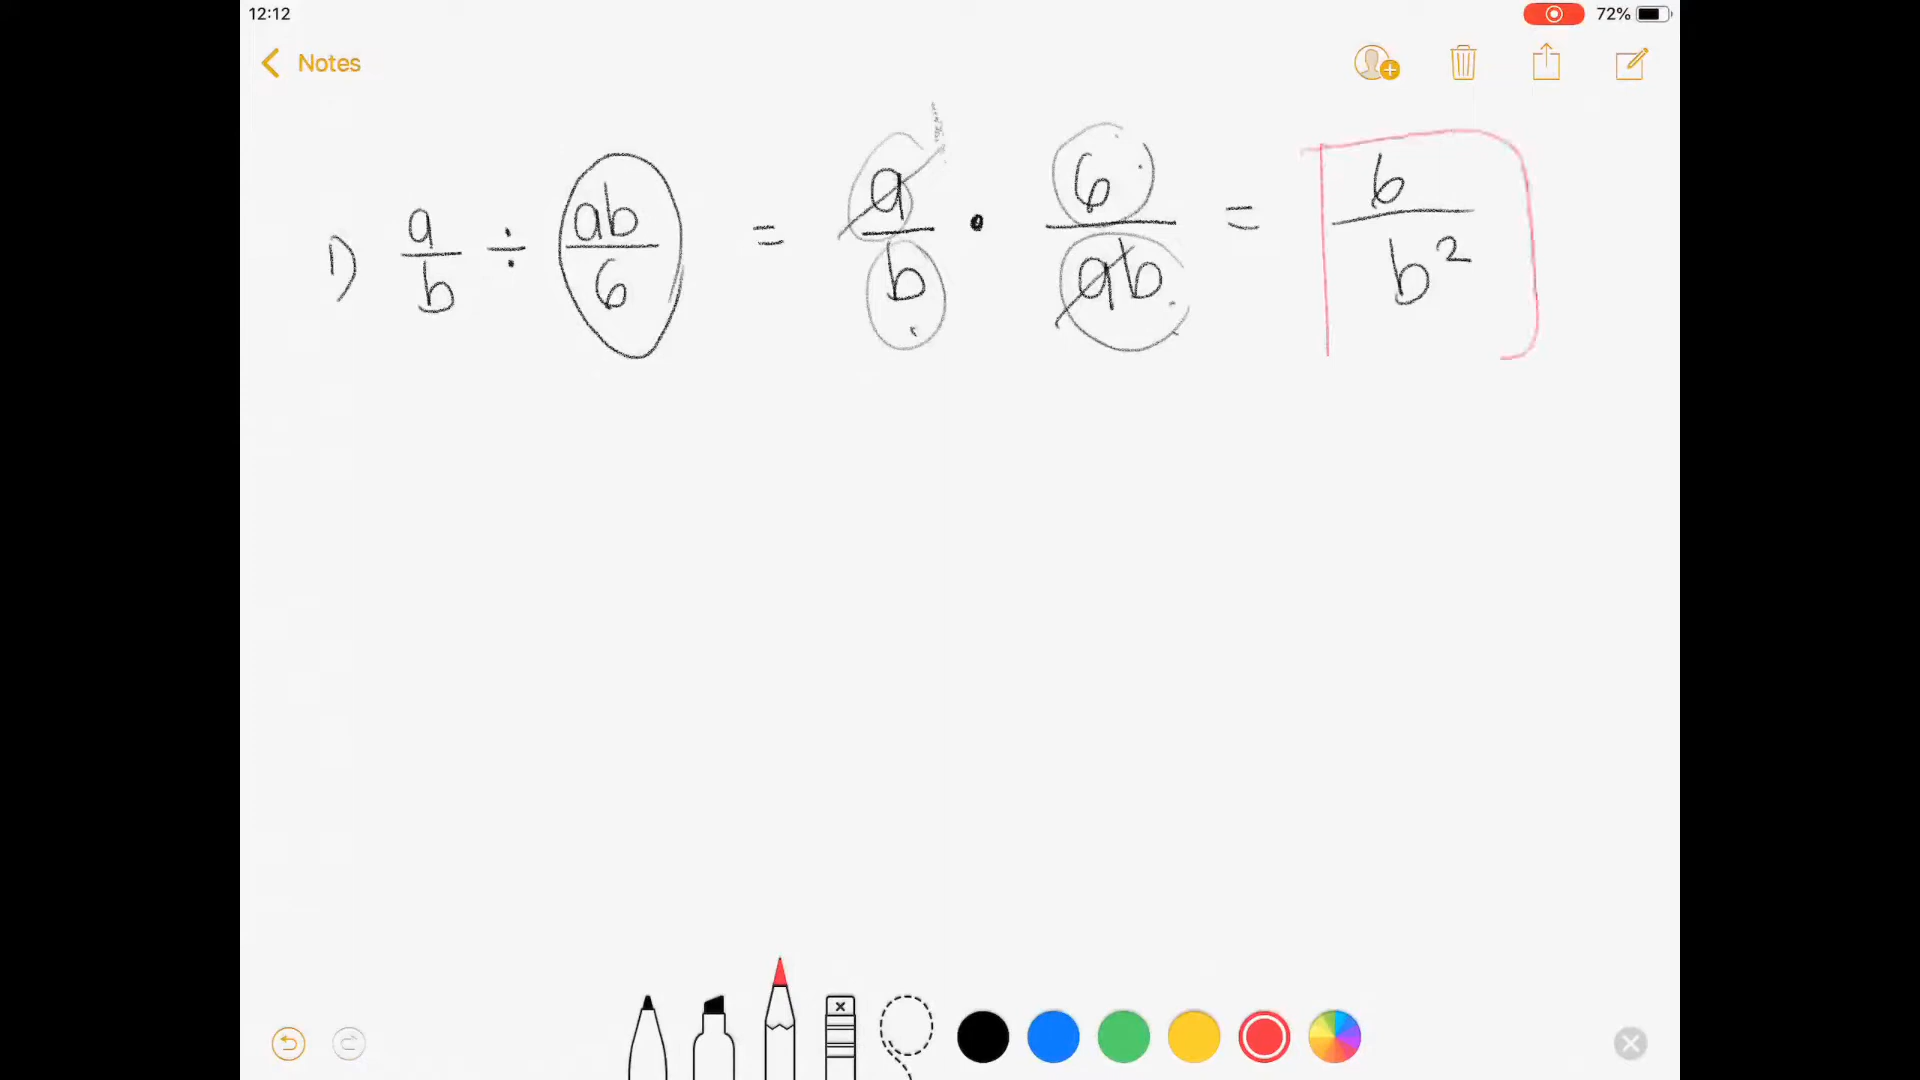 12:12
72%
Notes
1) a/b ÷ ab/6 = a/b · 6/ab = 6/b²